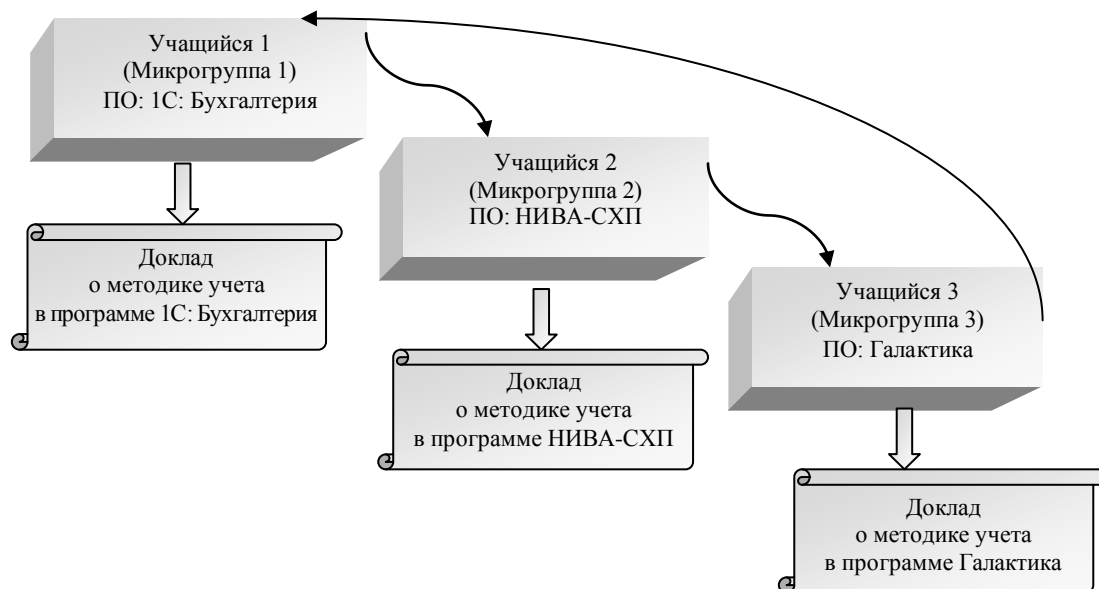 Учащийся 1
(Микрогруппа 1)
ПО: 1С: Бухгалтерия
Доклад
о методике учета
в программе 1С: Бухгалтерия
Учащийся 2
(Микрогруппа 2)
ПО: НИВА-СХП
Доклад
о методике учета
в программе НИВА-СХП
Учащийся 3
(Микрогруппа 3)
ПО: Галактика
Доклад
о методике учета
в программе Галактика